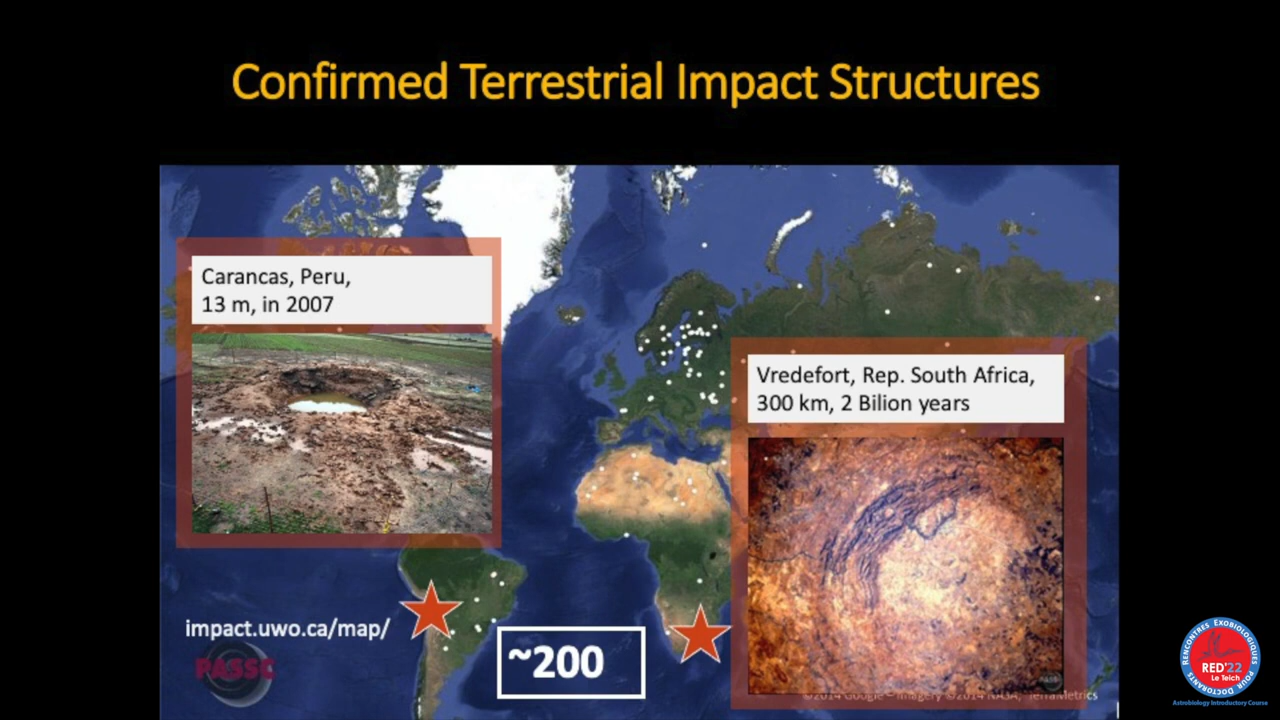 Confirmed Terrestrial Impact Structures
Carancas, Peru,
13 m, in 2007
Vredefort, Rep. South Africa,
300 km, 2 Bilion years
impact.uwo.ca/map/
PASSC
~200
©2014 Google - Imagery ©2014 NASA, TerraMetrics
RENCONTRES EXOBIOLOGIQUES POUR DOCTORANTS
RED'22
Le Teich
Astrobiology Introductory Course